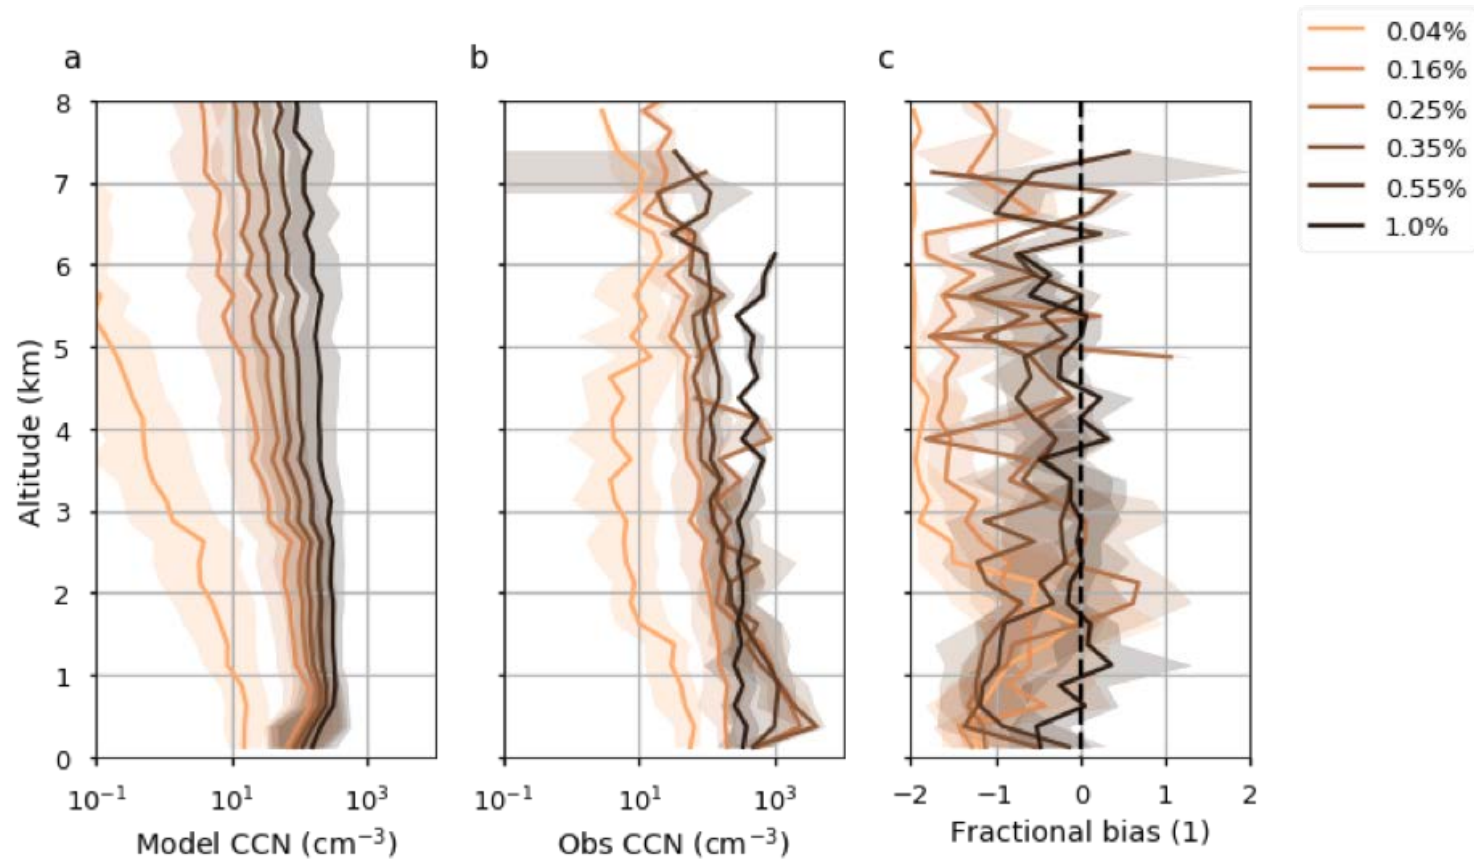 a
b
c
0.04%
0.16%
0.25%
0.35%
0.55%
1.0%
Altitude (km)
8
7
6
5
4
3
2
1
0
10⁻¹ 10¹ 10³
Model CCN (cm⁻³)
10⁻¹ 10¹ 10³
Obs CCN (cm⁻³)
−2 −1 0 1 2
Fractional bias (1)